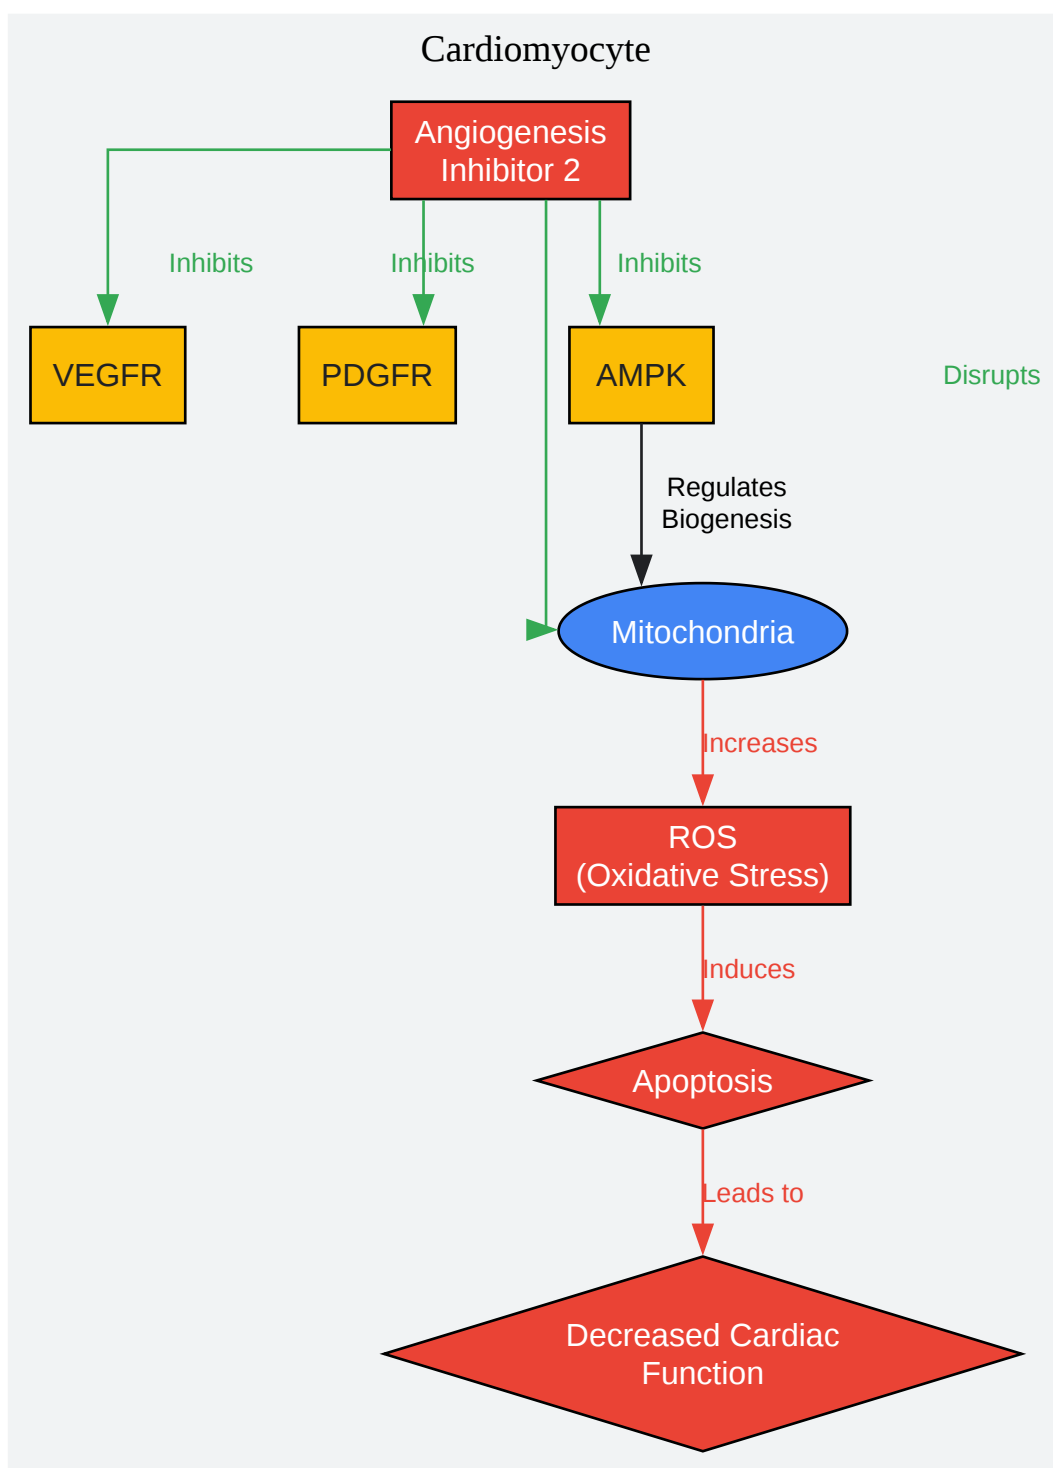 Cardiomyocyte
Angiogenesis
Inhibitor 2
Inhibits
Inhibits
Inhibits
VEGFR
PDGFR
AMPK
Disrupts
Regulates
Biogenesis
Mitochondria
Increases
ROS
(Oxidative Stress)
Induces
Apoptosis
Leads to
Decreased Cardiac
Function